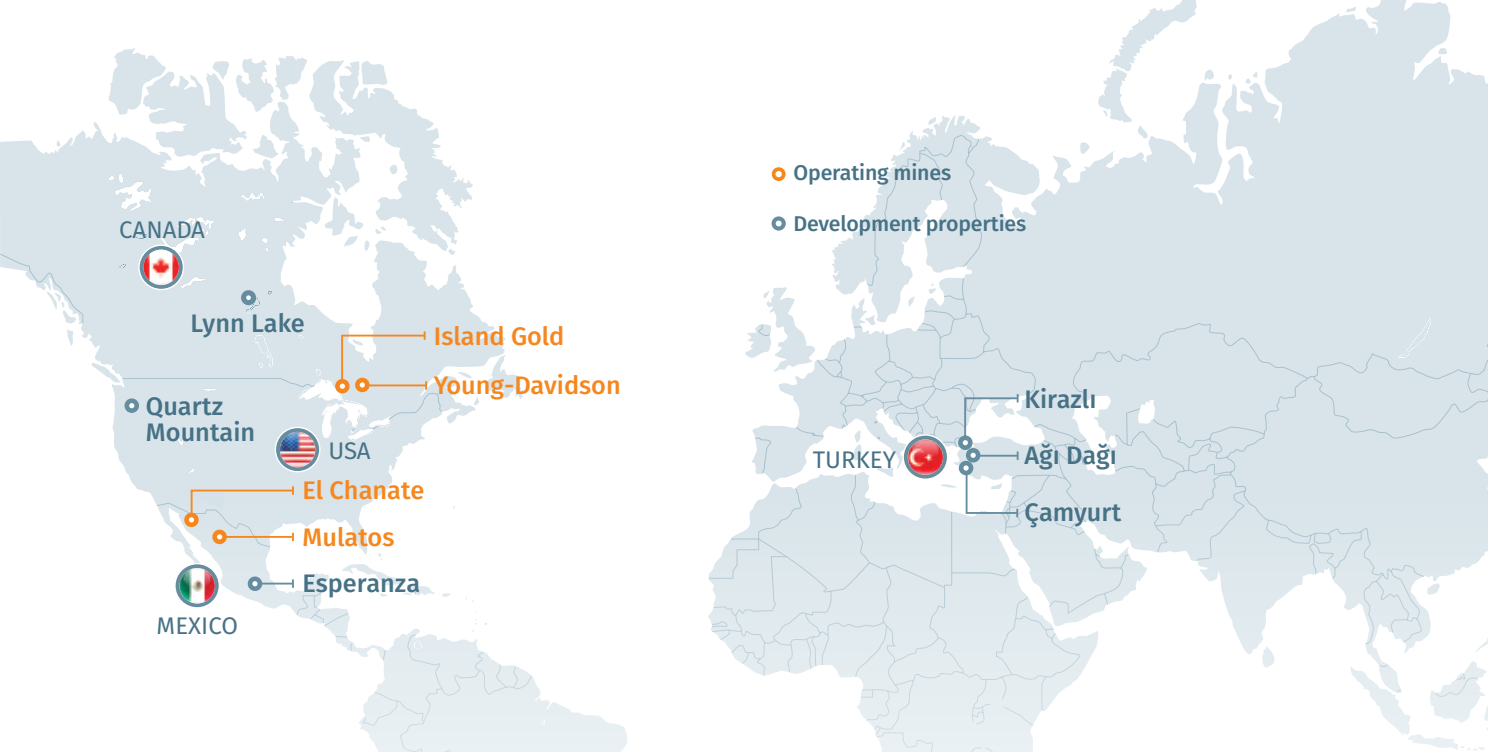 CANADA
Lynn Lake
Island Gold
Young-Davidson
Quartz
Mountain
USA
El Chanate
Mulatos
Esperanza
MEXICO
Operating mines
Development properties
Kirazlı
TURKEY
Ağı Dağı
Çamyurt